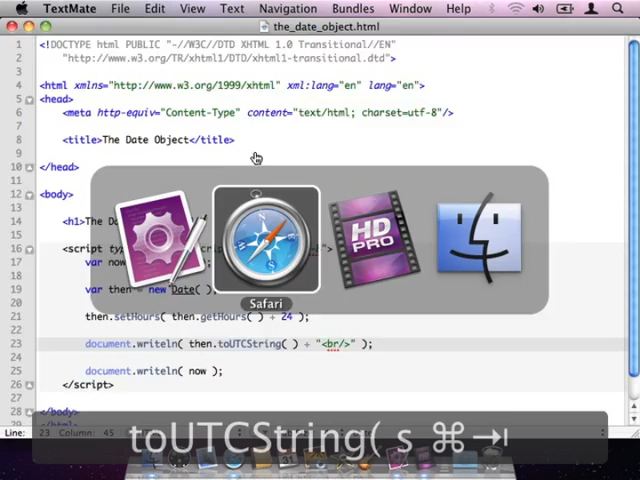 TextMate File Edit View Text Navigation Bundles Window
the_date_object.html
1 <!DOCTYPE html PUBLIC "-//W3C//DTD XHTML 1.0 Transitional//EN"
2 "http://www.w3.org/TR/xhtml1/DTD/xhtml1-transitional.dtd">
3
4 <html xmlns="http://www.w3.org/1999/xhtml" xml:lang="en" lang="en">
5 <head>
6 <meta http-equiv="Content-Type" content="text/html; charset=utf-8"/>
7
8 <title>The Date Object</title>
9
10 </head>
11
12 <body>
13
14 <h1>The Da
15
16 <script typ
17 var now
18
19 var then = new Date( );
20
21 then.setHours( then.getHours( ) + 24 );
22
23 document.writeln( then.toUTCString( ) + "<br/>" );
24
25 document.writeln( now );
26 </script>
27
28 </body>
HD
PRO
Safari
Line: 23 Column: 45
toUTCString( s ⌘⇥